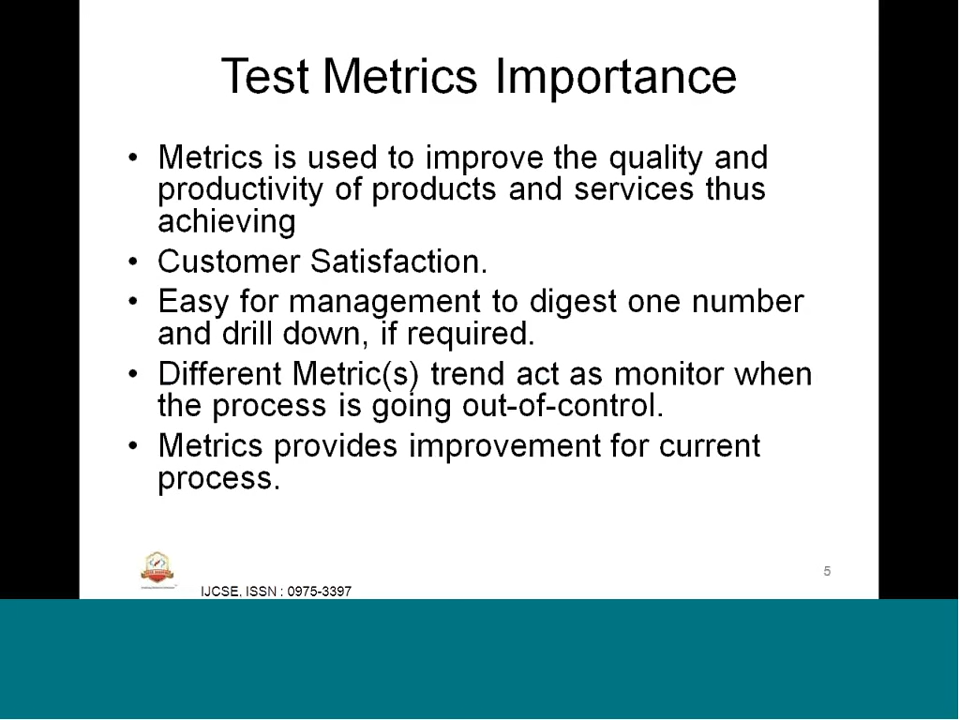 Test Metrics Importance
• Metrics is used to improve the quality and
productivity of products and services thus
achieving
• Customer Satisfaction.
• Easy for management to digest one number
and drill down, if required.
• Different Metric(s) trend act as monitor when
the process is going out-of-control.
• Metrics provides improvement for current
process.
5
IJCSE, ISSN : 0975-3397